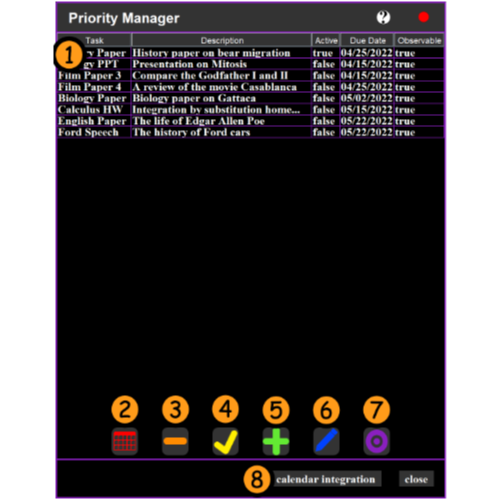 Priority Manager ?
Task Description Active Due Date Observable
1 y Paper History paper on bear migration true 04/25/2022 true
gy PPT Presentation on Mitosis false 04/15/2022 true
Film Paper 3 Compare the Godfather I and II false 04/15/2022 true
Film Paper 4 A review of the movie Casablanca false 04/25/2022 true
Biology Paper Biology paper on Gattaca false 05/02/2022 true
Calculus HW Integration by substitution home... false 05/15/2022 true
English Paper The life of Edgar Allen Poe false 05/22/2022 true
Ford Speech The history of Ford cars false 05/22/2022 true
2 3 4 5 6 7
8 calendar integration close